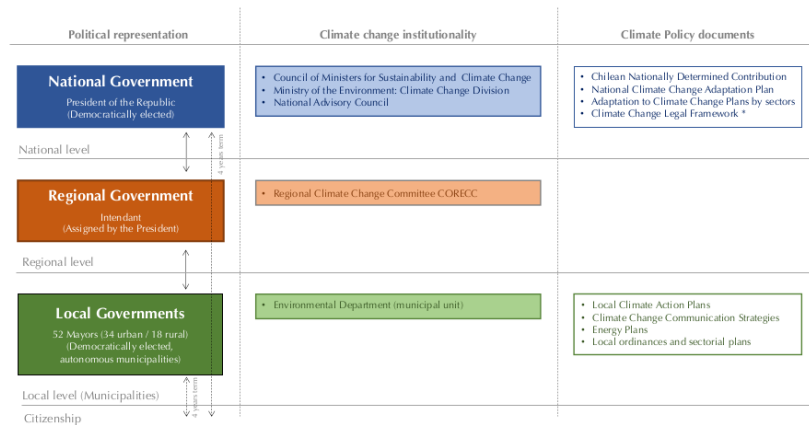 Political representation
Climate change institutionality
Climate Policy documents
National Government
President of the Republic
(Democratically elected)
• Council of Ministers for Sustainability and Climate Change
• Ministry of the Environment: Climate Change Division
• National Advisory Council
• Chilean Nationally Determined Contribution
• National Climate Change Adaptation Plan
• Adaptation to Climate Change Plans by sectors
• Climate Change Legal Framework *
4 years term
National level
Regional Government
Intendant
(Assigned by the President)
• Regional Climate Change Committee CORECC
Regional level
Local Governments
52 Mayors (34 urban / 18 rural)
(Democratically elected,
autonomous municipalities)
• Environmental Department (municipal unit)
• Local Climate Action Plans
• Climate Change Communication Strategies
• Energy Plans
• Local ordinances and sectorial plans
4 years term
Local level (Municipalities)
Citizenship